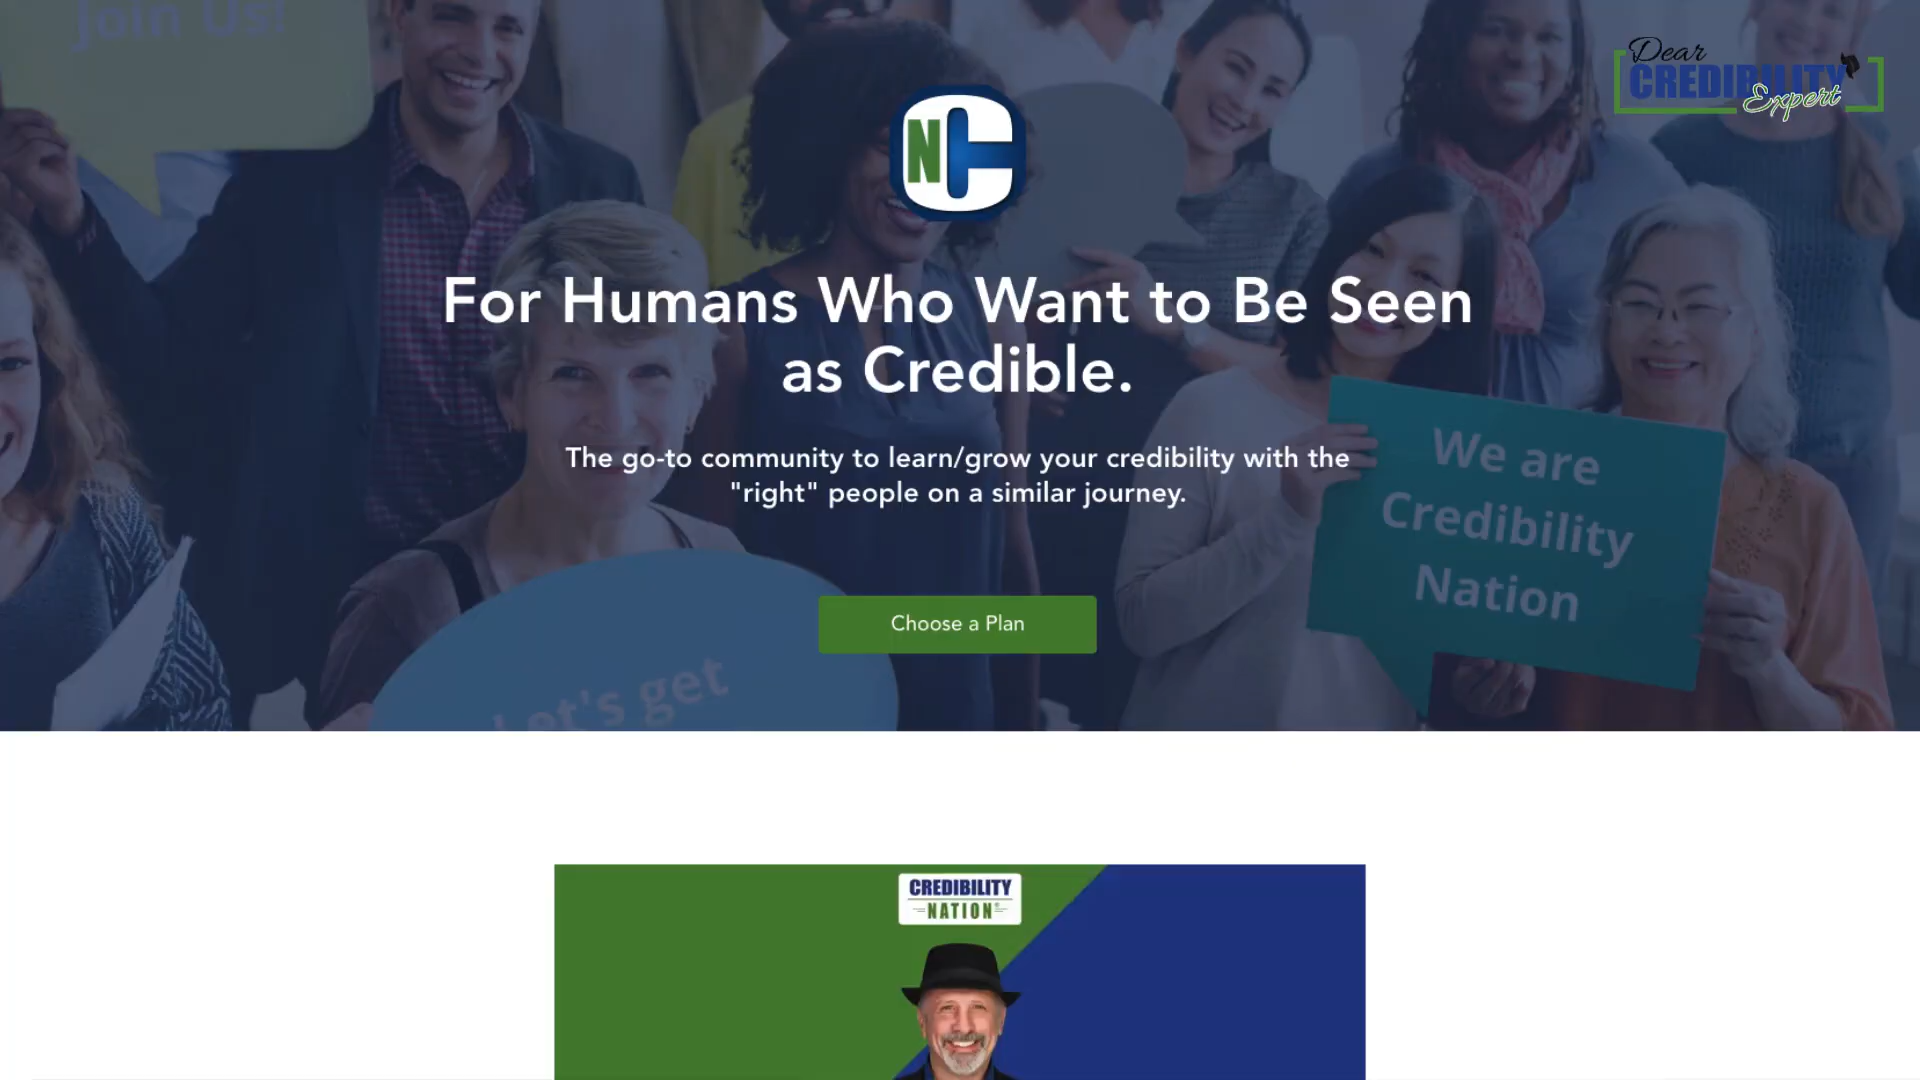 Join Us!
Dear
CREDIBILITY
Expert
NC
For Humans Who Want to Be Seen
as Credible.
The go-to community to learn/grow your credibility with the
"right" people on a similar journey.
We are
Credibility
Nation
Choose a Plan
Let's get
CREDIBILITY
NATION®